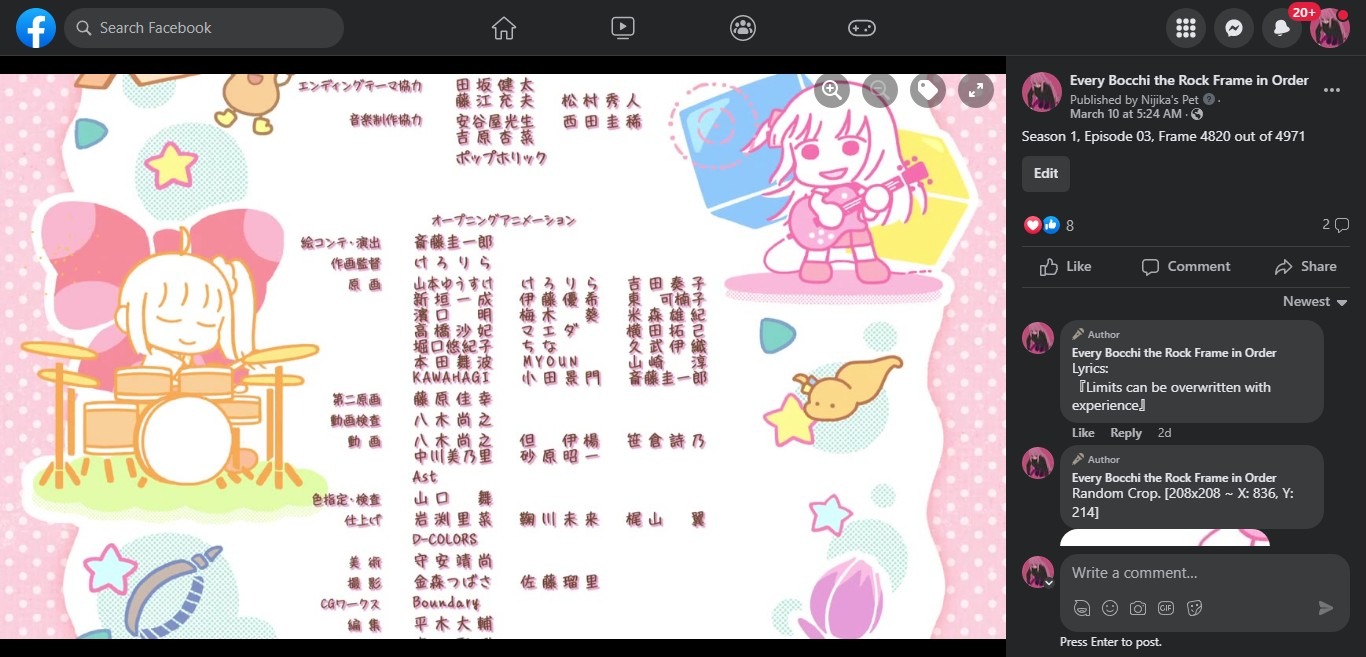 Search Facebook
20+
エンディングテーマ協力 田坂健太
藤江充夫 松村秀人
音楽制作協力 安谷屋光生 西田圭稀
吉原杏菜
ポップホリック
オープニングアニメーション
絵コンテ・演出 斎藤圭一郎
作画監督 けろりら
原画 山本ゆうすけ けろりら 吉田奏子
新垣一成 伊藤優希 東 可楠子
濱口 明 梅木 葵 米森雄紀
高橋沙妃 マエダ 横田拓己
堀口悠紀子 ちな 久武伊織
本田舞波 MYOUN 山崎 淳
KAWAHAGI 小田景門 斎藤圭一郎
第二原画 藤原佳幸
動画検査 八木尚之
動画 八木尚之 但 伊楊 笹倉詩乃
中川美乃里 砂原昭一
Ast
色指定・検査 山口 舞
仕上げ 岩渕里菜 鞠川未来 梶山 翼
D-COLORS
美術 守安靖尚
撮影 金森つばさ 佐藤瑠里
CGワークス Boundary
編集 平木大輔
Every Bocchi the Rock Frame in Order
Published by Nijika's Pet ·
March 10 at 5:24 AM ·
Season 1, Episode 03, Frame 4820 out of 4971
Edit
8
2
Like Comment Share
Newest
Author
Every Bocchi the Rock Frame in Order
Lyrics:
『Limits can be overwritten with
experience』
Like Reply 2d
Author
Every Bocchi the Rock Frame in Order
Random Crop. [208x208 ~ X: 836, Y:
214]
Write a comment...
GIF
Press Enter to post.